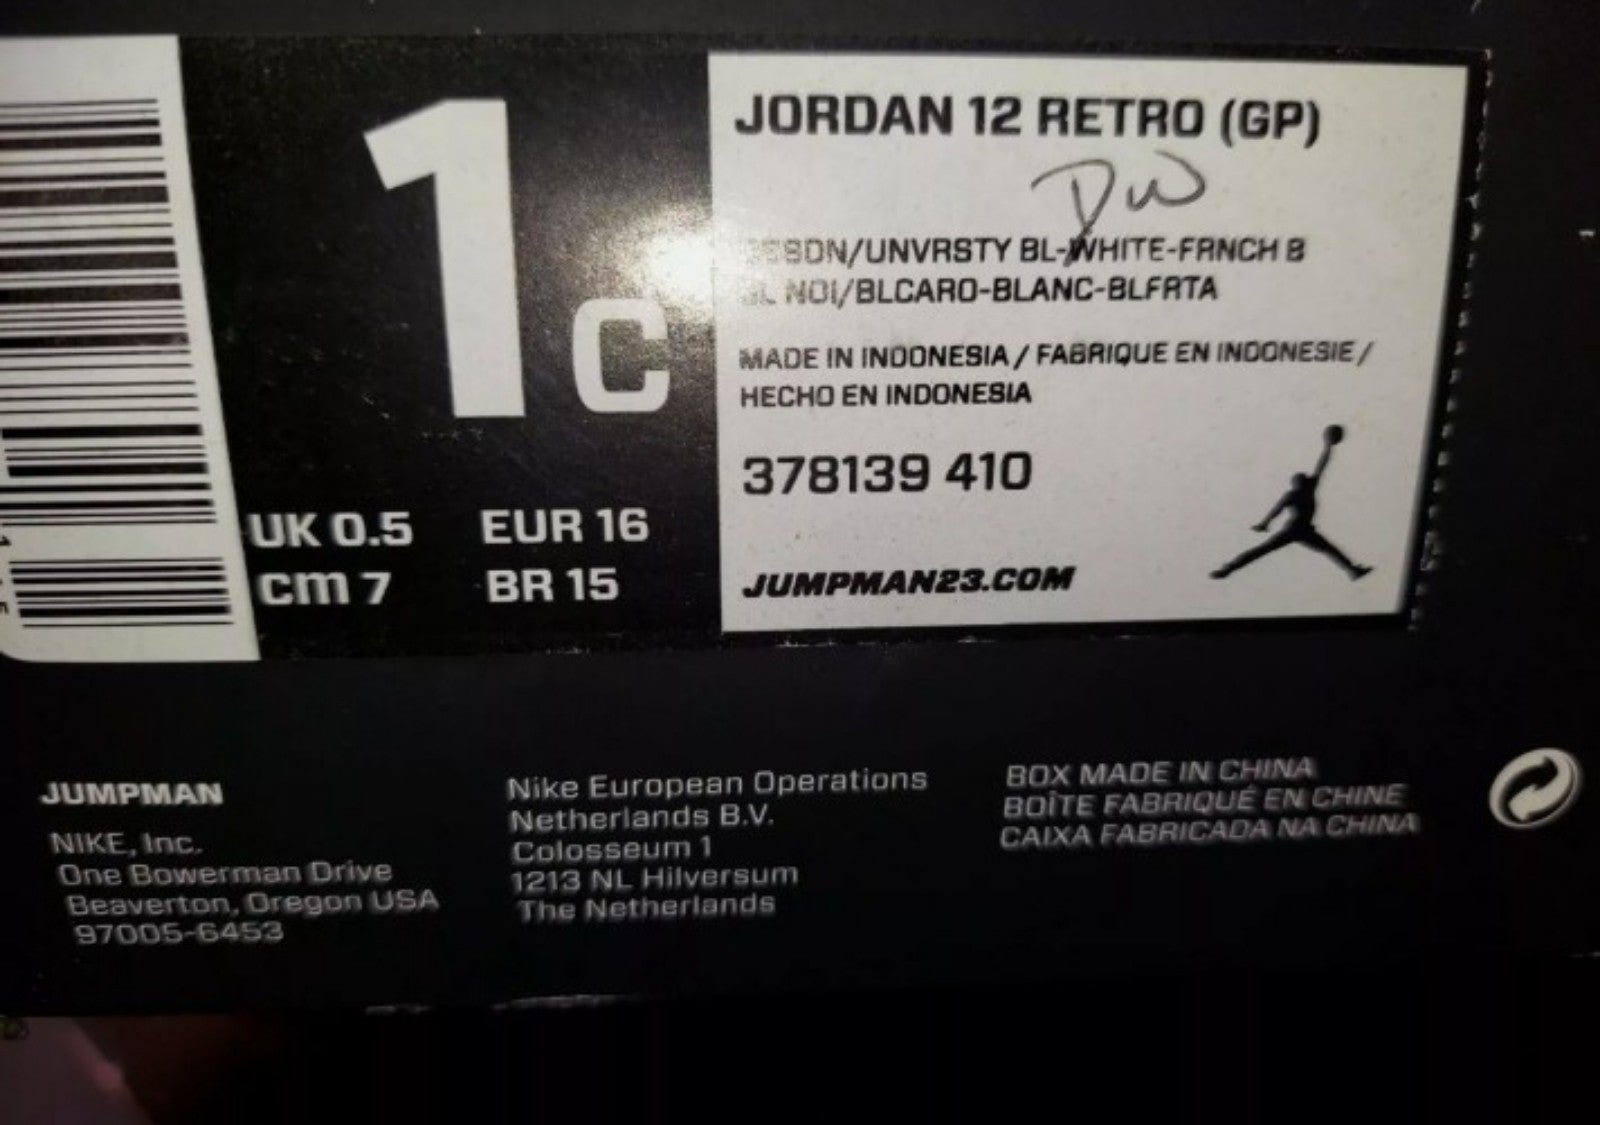 1C
UK 0.5 EUR 16
cm 7 BR 15
JORDAN 12 RETRO (GP)
DW
UNVRSTY BL-WHITE-FRNCH B
NOI/BLCARO-BLANC-BLFRTA
MADE IN INDONESIA / FABRIQUE EN INDONESIE /
HECHO EN INDONESIA
378139 410
JUMPMAN23.COM
JUMPMAN
NIKE, Inc.
One Bowerman Drive
Beaverton, Oregon USA
97005-6453
Nike European Operations
Netherlands B.V.
Colosseum 1
1213 NL Hilversum
The Netherlands
BOX MADE IN CHINA
BOÎTE FABRIQUÉ EN CHINE
CAIXA FABRICADA NA CHINA